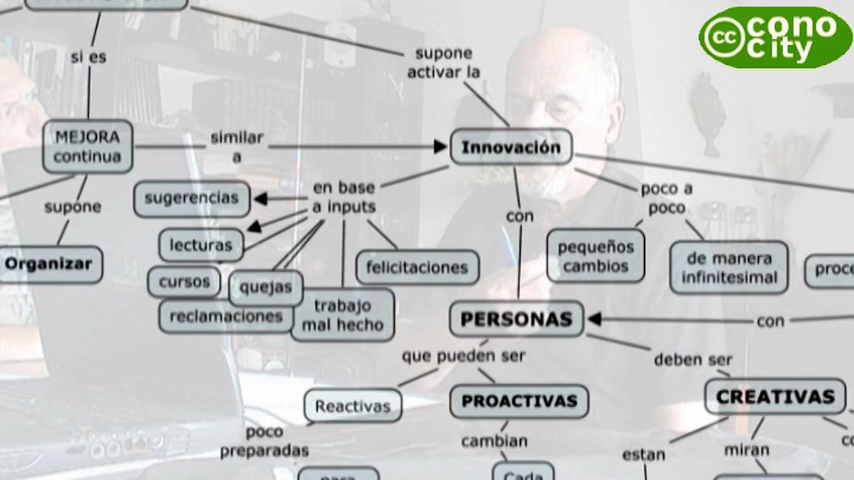 cc cono
city
si es
supone
activar la
MEJORA
continua
similar
a
Innovación
sugerencias
en base
a inputs
poco a
poco
supone
con
lecturas
felicitaciones
pequeños
cambios
de manera
infinitesimal
Organizar
cursos
quejas
reclamaciones
trabajo
mal hecho
PERSONAS
con
que pueden ser
deben ser
Reactivas
PROACTIVAS
CREATIVAS
poco
preparadas
cambian
estan
miran
Cada